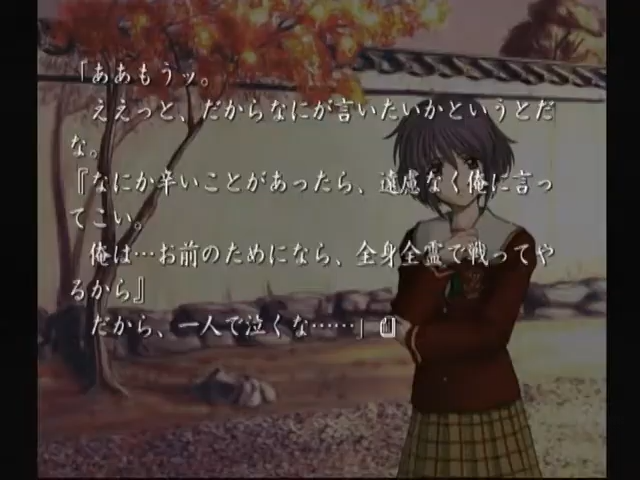 「ああもうッ。
ええっと、だからなにが言いたいかというとだ
な。
『なにか辛いことがあったら、遠慮なく俺に言っ
てこい。
俺は…お前のためになら、全身全霊で戦ってや
るから』
だから、一人で泣くな……」